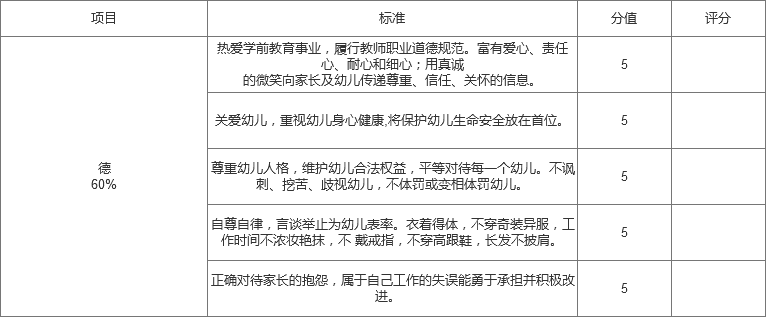 项目 标准 分值 评分
热爱学前教育事业，履行教师职业道德规范。富有爱心、责任
心、耐心和细心；用真诚
的微笑向家长及幼儿传递尊重、信任、关怀的信息。
5
关爱幼儿，重视幼儿身心健康,将保护幼儿生命安全放在首位。
5
德
60%
尊重幼儿人格，维护幼儿合法权益，平等对待每一个幼儿。不讽
刺、挖苦、歧视幼儿，不体罚或变相体罚幼儿。
5
自尊自律，言谈举止为幼儿表率。衣着得体，不穿奇装异服，工
作时间不浓妆艳抹，不 戴戒指，不穿高跟鞋，长发不披肩。
5
正确对待家长的抱怨，属于自己工作的失误能勇于承担并积极改
进。
5